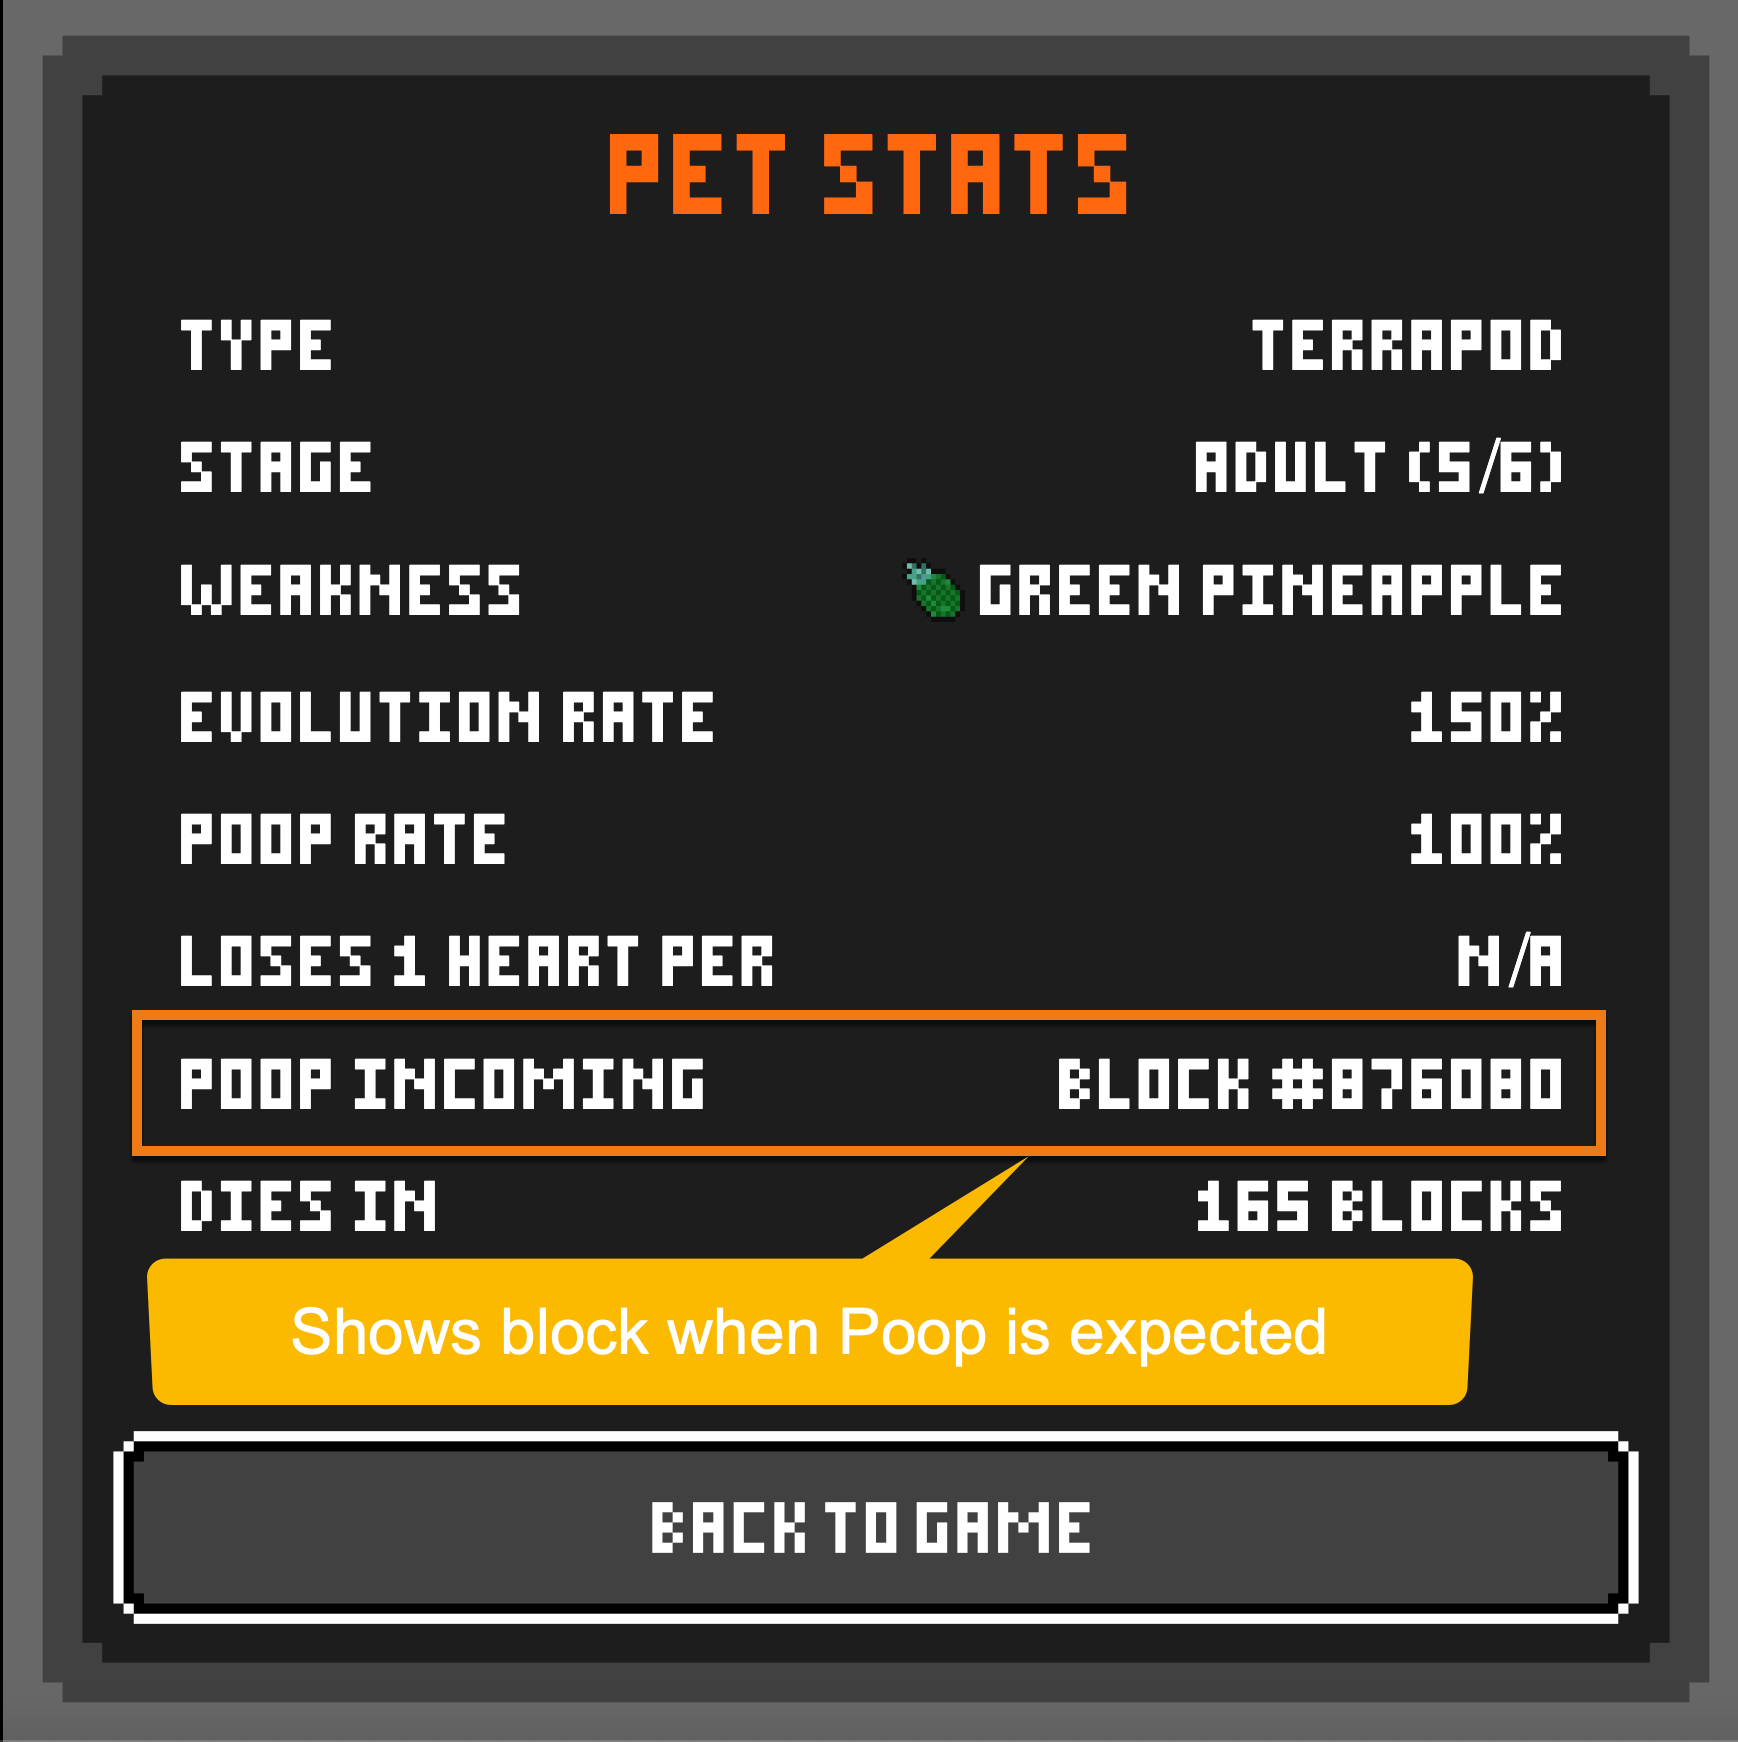 PET STATS
TYPE TERRAPOD
STAGE ADULT (5/6)
WEAKNESS GREEN PINEAPPLE
EVOLUTION RATE 150%
POOP RATE 100%
LOSES 1 HEART PER N/A
POOP INCOMING BLOCK #876080
DIES IN 165 BLOCKS
Shows block when Poop is expected
BACK TO GAME